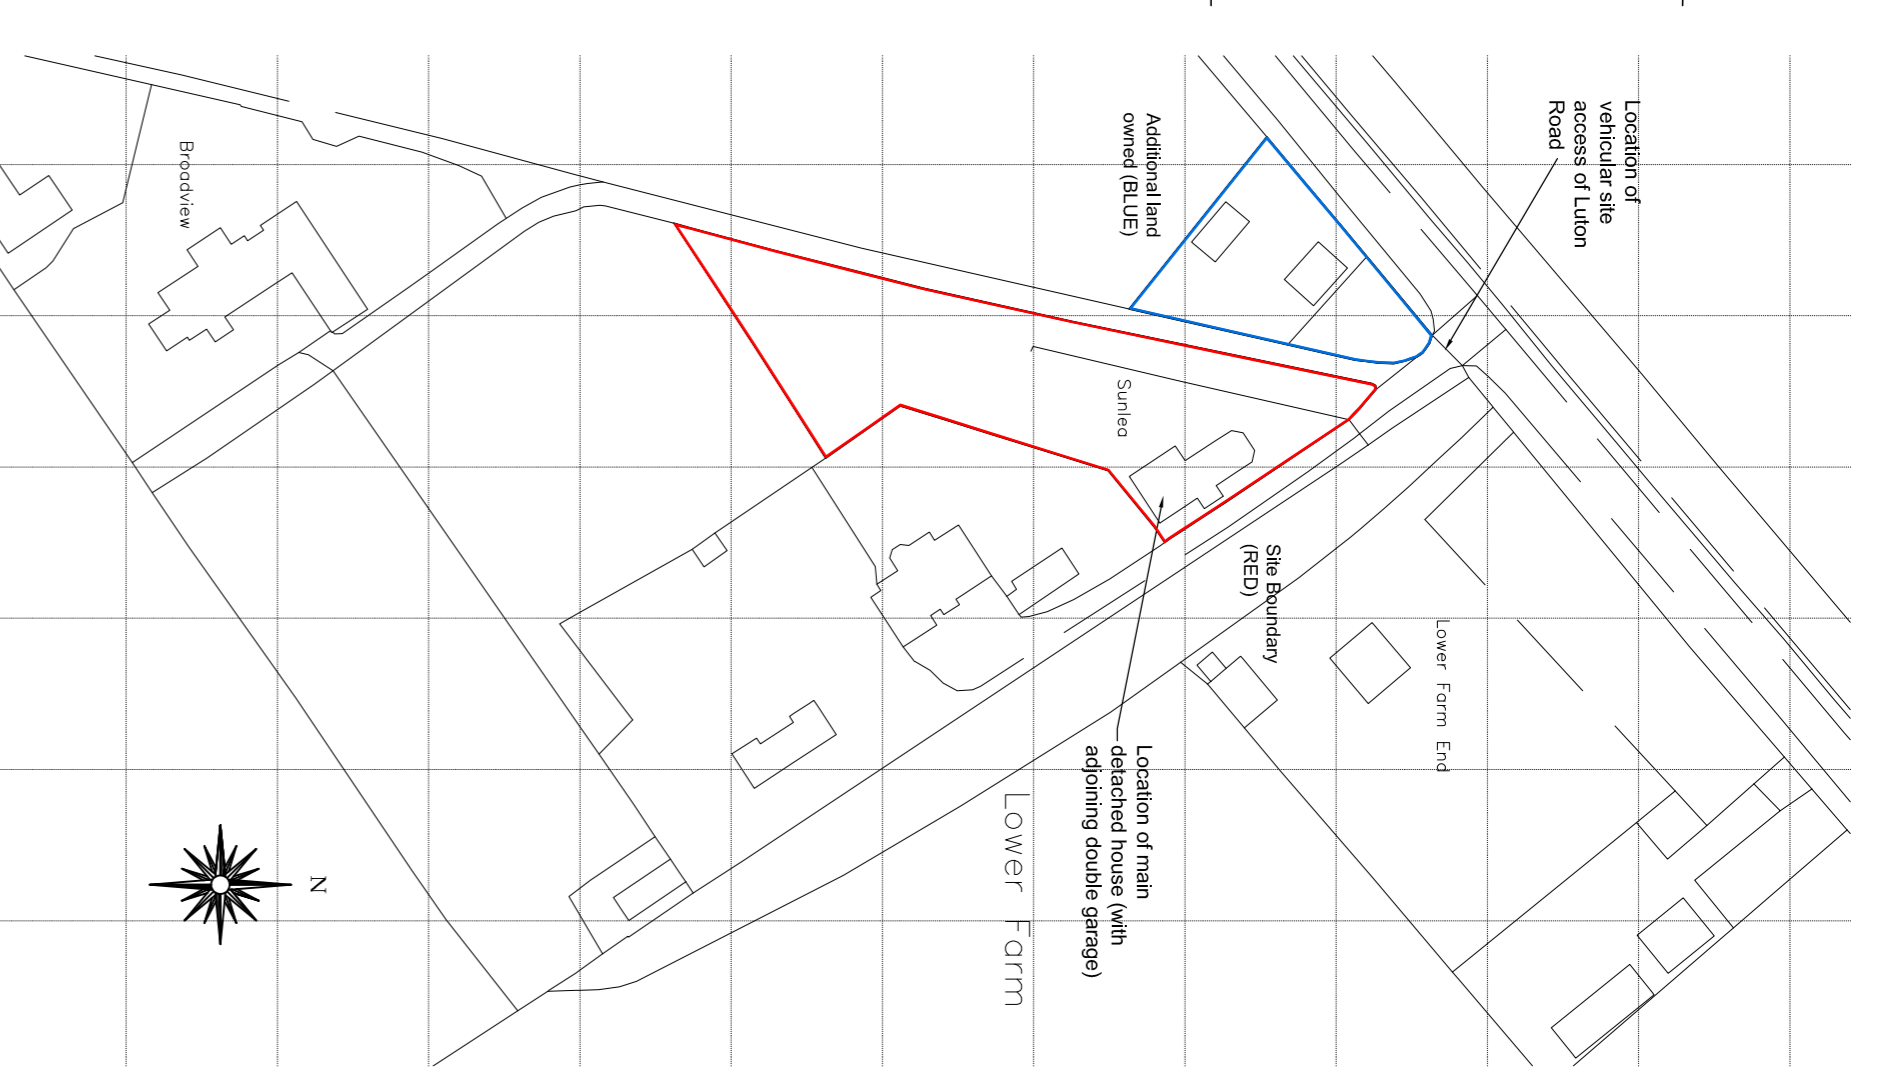 Location of
vehicular site
access of Luton
Road
Additional land
owned (BLUE)
Broadview
Sunlea
Site Boundary
(RED)
Lower Farm End
Location of main
detached house (with
adjoining double garage)
Lower Farm
N